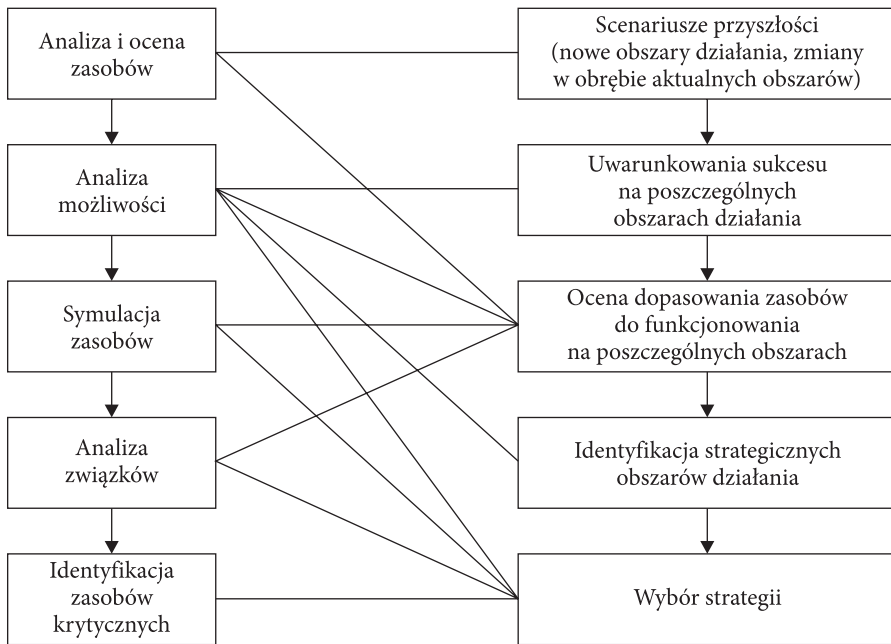 Analiza i ocena
zasobów
Analiza
możliwości
Symulacja
zasobów
Analiza
związków
Identyfikacja
zasobów
krytycznych
Scenariusze przyszłości
(nowe obszary działania, zmiany
w obrębie aktualnych obszarów)
Uwarunkowania sukcesu
na poszczególnych
obszarach działania
Ocena dopasowania zasobów
do funkcjonowania
na poszczególnych obszarach
Identyfikacja strategicznych
obszarów działania
Wybór strategii